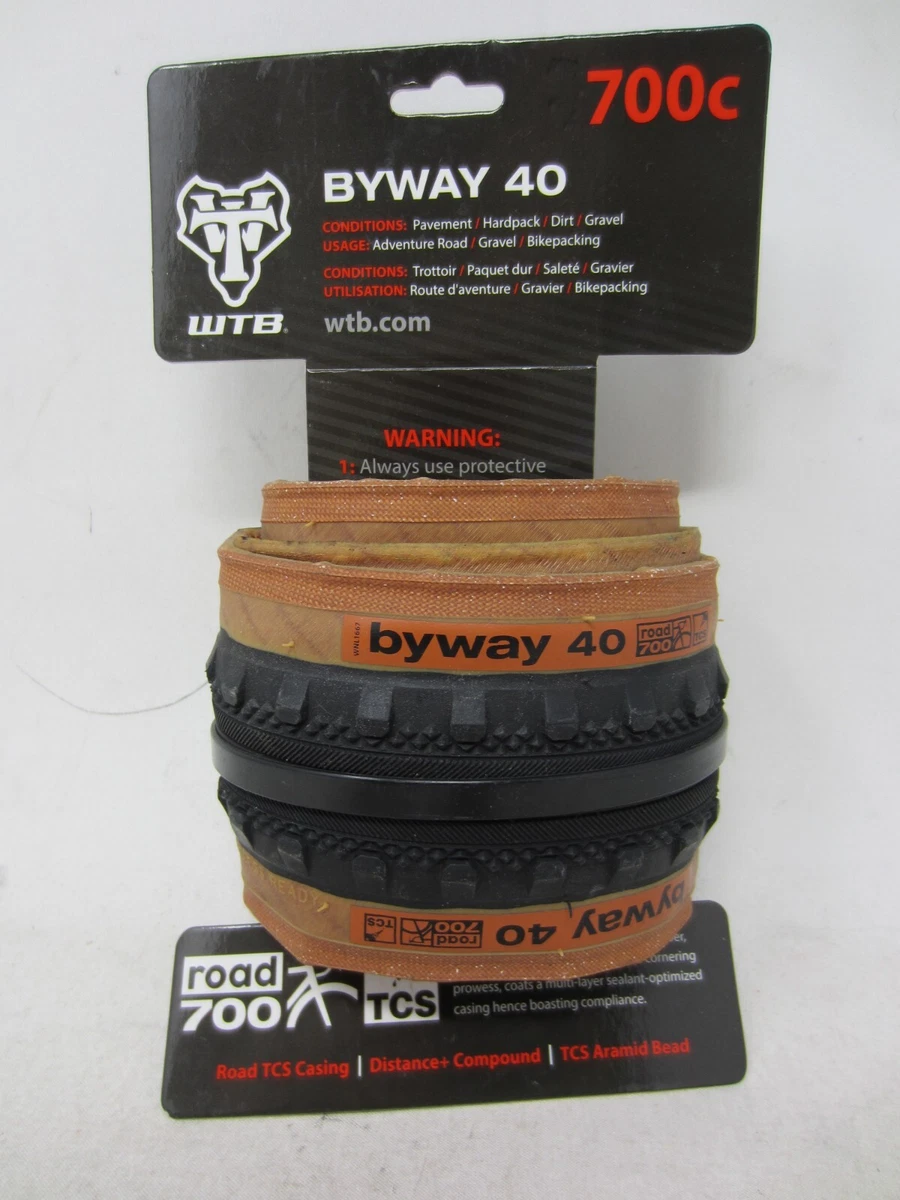 700c
BYWAY 40
CONDITIONS: Pavement / Hardpack / Dirt / Gravel
USAGE: Adventure Road / Gravel / Bikepacking
CONDITIONS: Trottoir / Paquet dur / Saleté / Gravier
UTILISATION: Route d'aventure / Gravier / Bikepacking
WTB
wtb.com
WARNING:
1: Always use protective
byway 40
road
700
TCS
byway 40
road
700
TCS
cornering
prowess, coats a multi-layer sealant-optimized
casing hence boasting compliance.
road
700
TCS
Road TCS Casing | Distance+ Compound | TCS Aramid Bead